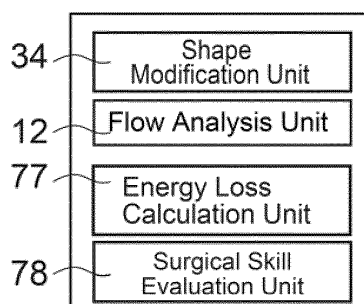 34
Shape
Modification Unit
12
Flow Analysis Unit
77
Energy Loss
Calculation Unit
78
Surgical Skill
Evaluation Unit